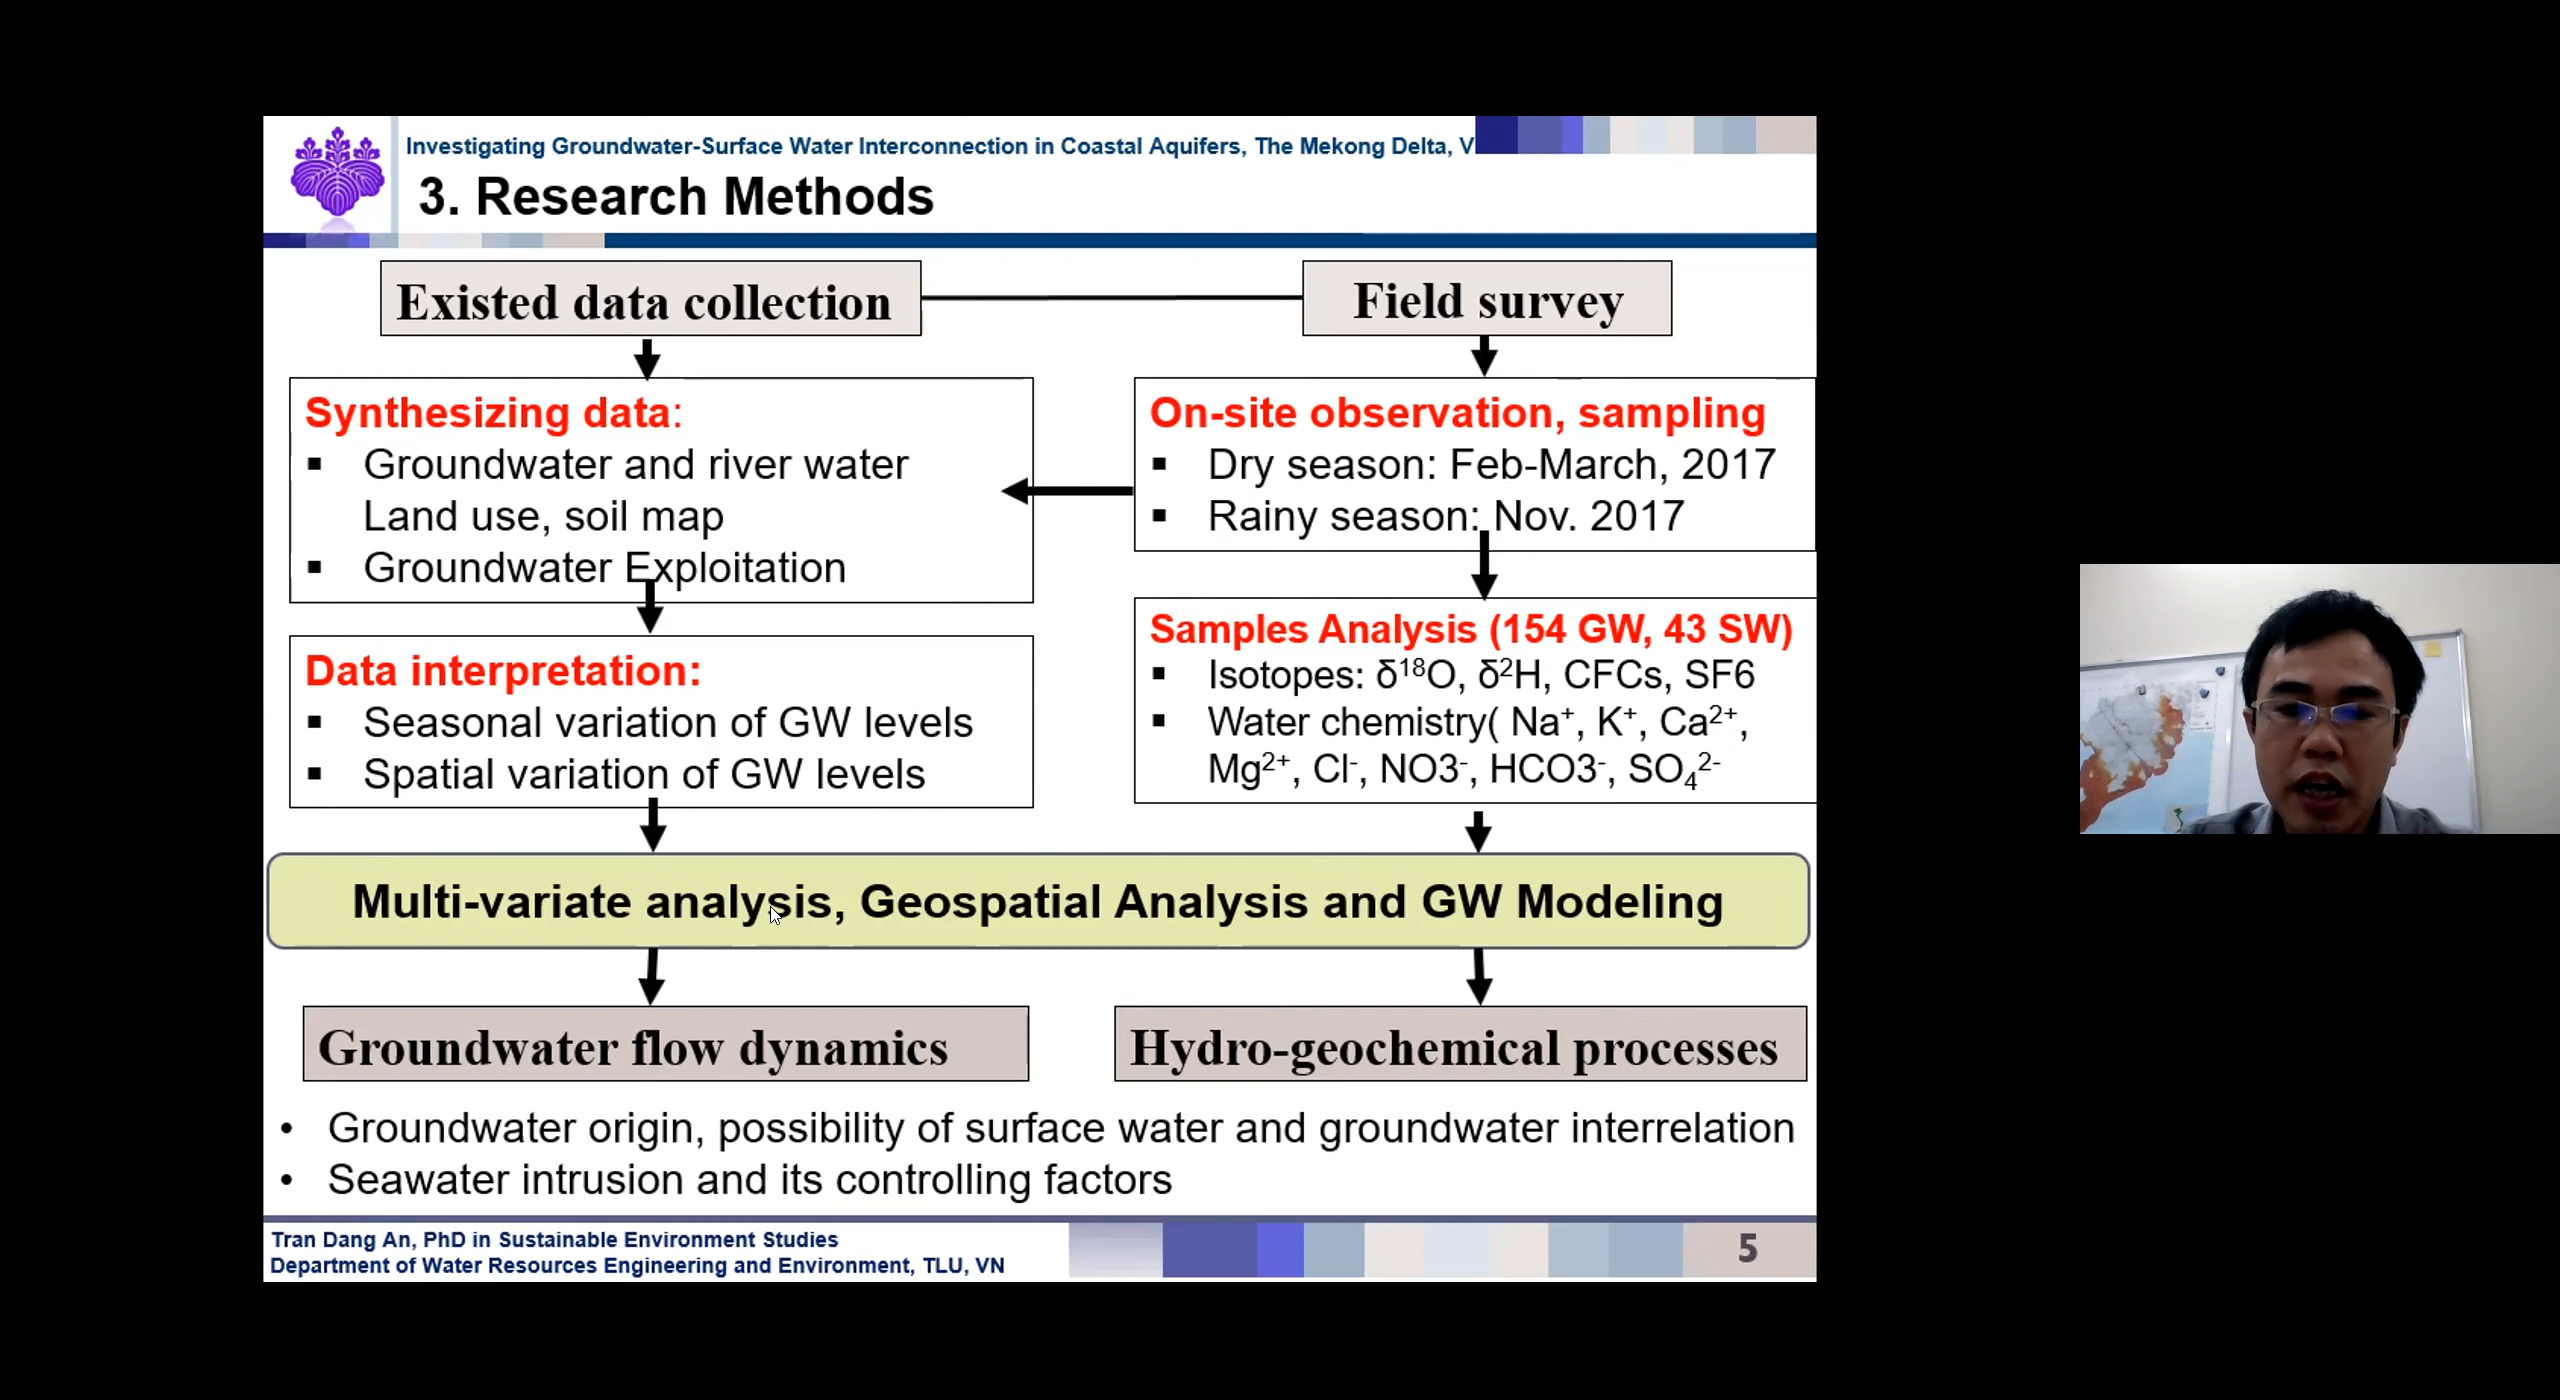 Investigating Groundwater-Surface Water Interconnection in Coastal Aquifers, The Mekong Delta, V
3. Research Methods
Existed data collection
Field survey
Synthesizing data:
▪ Groundwater and river water
Land use, soil map
▪ Groundwater Exploitation
On-site observation, sampling
▪ Dry season: Feb-March, 2017
▪ Rainy season: Nov. 2017
Data interpretation:
▪ Seasonal variation of GW levels
▪ Spatial variation of GW levels
Samples Analysis (154 GW, 43 SW)
▪ Isotopes: δ¹⁸O, δ²H, CFCs, SF6
▪ Water chemistry( Na⁺, K⁺, Ca²⁺,
Mg²⁺, Cl⁻, NO3⁻, HCO3⁻, SO₄²⁻
Multi-variate analysis, Geospatial Analysis and GW Modeling
Groundwater flow dynamics
Hydro-geochemical processes
• Groundwater origin, possibility of surface water and groundwater interrelation
• Seawater intrusion and its controlling factors
Tran Dang An, PhD in Sustainable Environment Studies
Department of Water Resources Engineering and Environment, TLU, VN
5